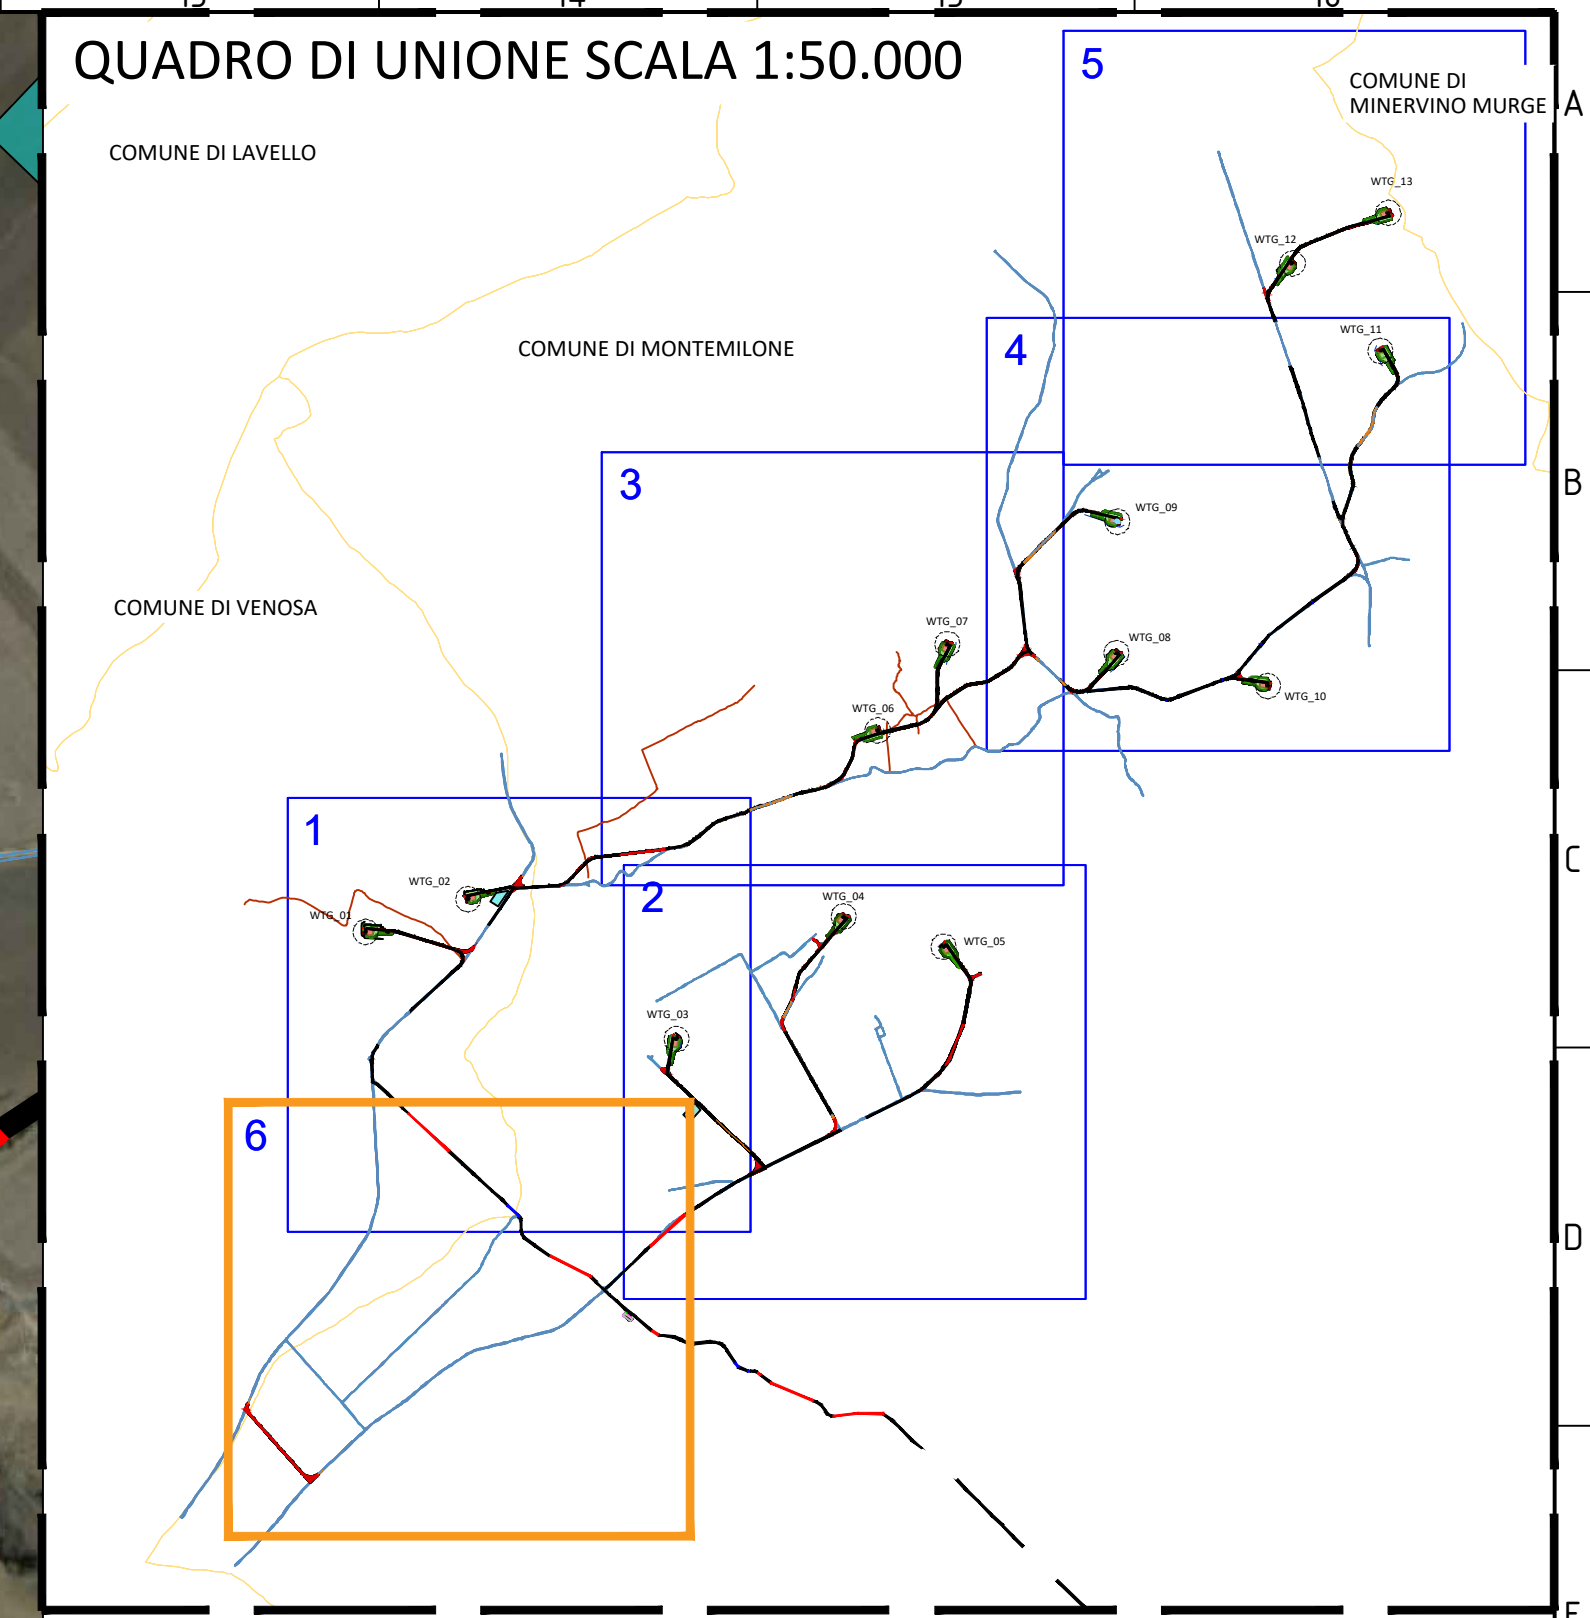 QUADRO DI UNIONE SCALA 1:50.000
5
COMUNE DI
MINERVINO MURGE
A
COMUNE DI LAVELLO
WTG_13
WTG_12
COMUNE DI MONTEMILONE
4
WTG_11
3
B
WTG_09
COMUNE DI VENOSA
WTG_07
WTG_08
WTG_10
WTG_06
1
C
WTG_02
2
WTG_04
WTG_01
WTG_05
WTG_03
6
D